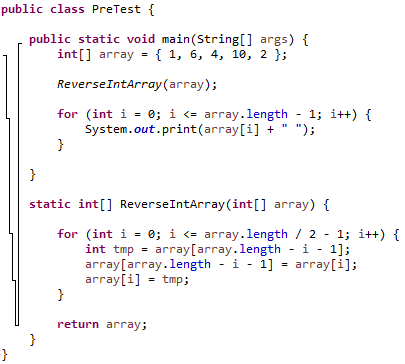 public class PreTest {
public static void main(String[] args) {
int[] array = { 1, 6, 4, 10, 2 };
ReverseIntArray(array);
for (int i = 0; i <= array.length - 1; i++) {
System.out.print(array[i] + " ");
}
}
static int[] ReverseIntArray(int[] array) {
for (int i = 0; i <= array.length / 2 - 1; i++) {
int tmp = array[array.length - i - 1];
array[array.length - i - 1] = array[i];
array[i] = tmp;
}
return array;
}
}